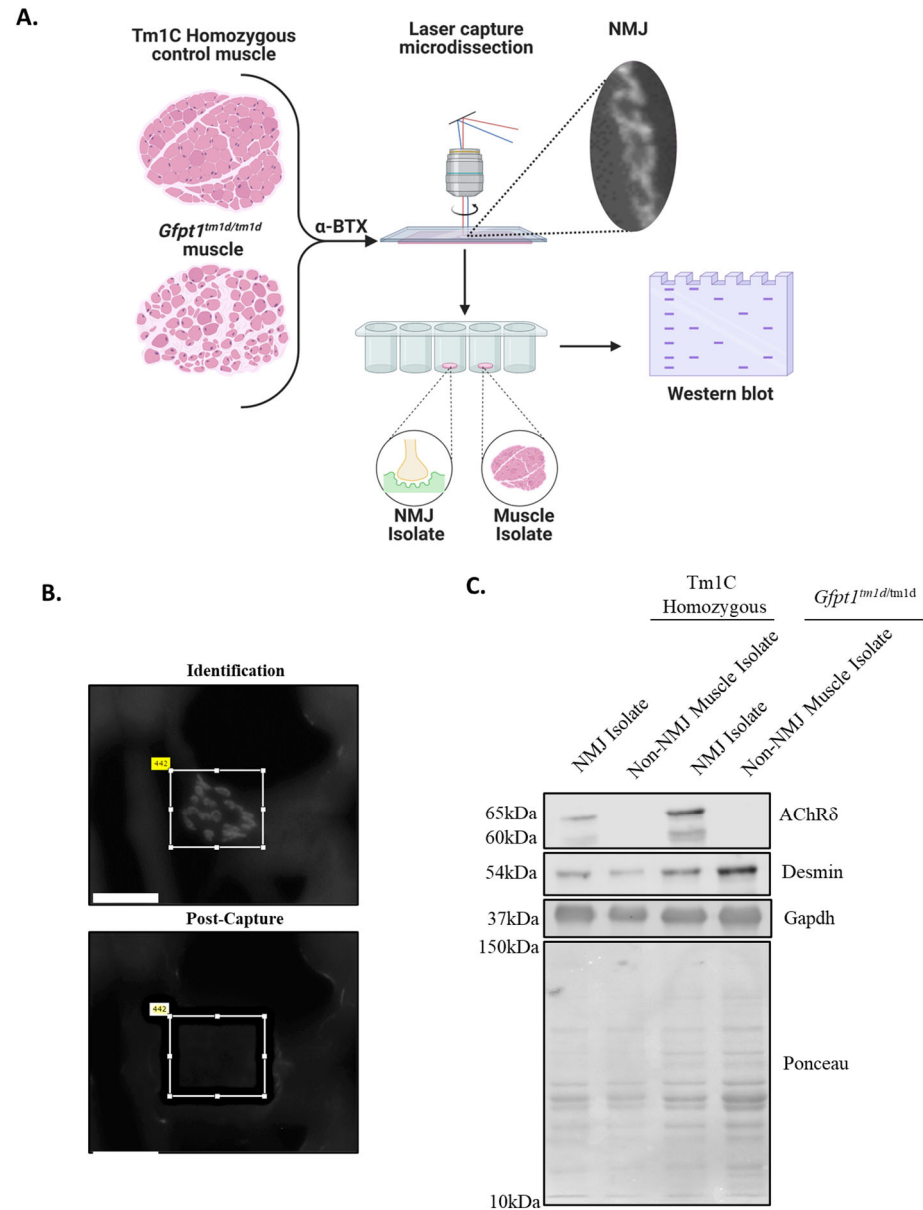 A.
Tm1C Homozygous
control muscle
Laser capture
microdissection
NMJ
Gfpt1tm1d/tm1d
muscle
α-BTX
Western blot
NMJ
Isolate
Muscle
Isolate
B.
Identification
442
Post-Capture
442
C.
Tm1C
Homozygous
Gfpt1tm1d/tm1d
NMJ Isolate
Non-NMJ Muscle Isolate
NMJ Isolate
Non-NMJ Muscle Isolate
65kDa
60kDa
AChRδ
54kDa
Desmin
37kDa
Gapdh
150kDa
Ponceau
10kDa